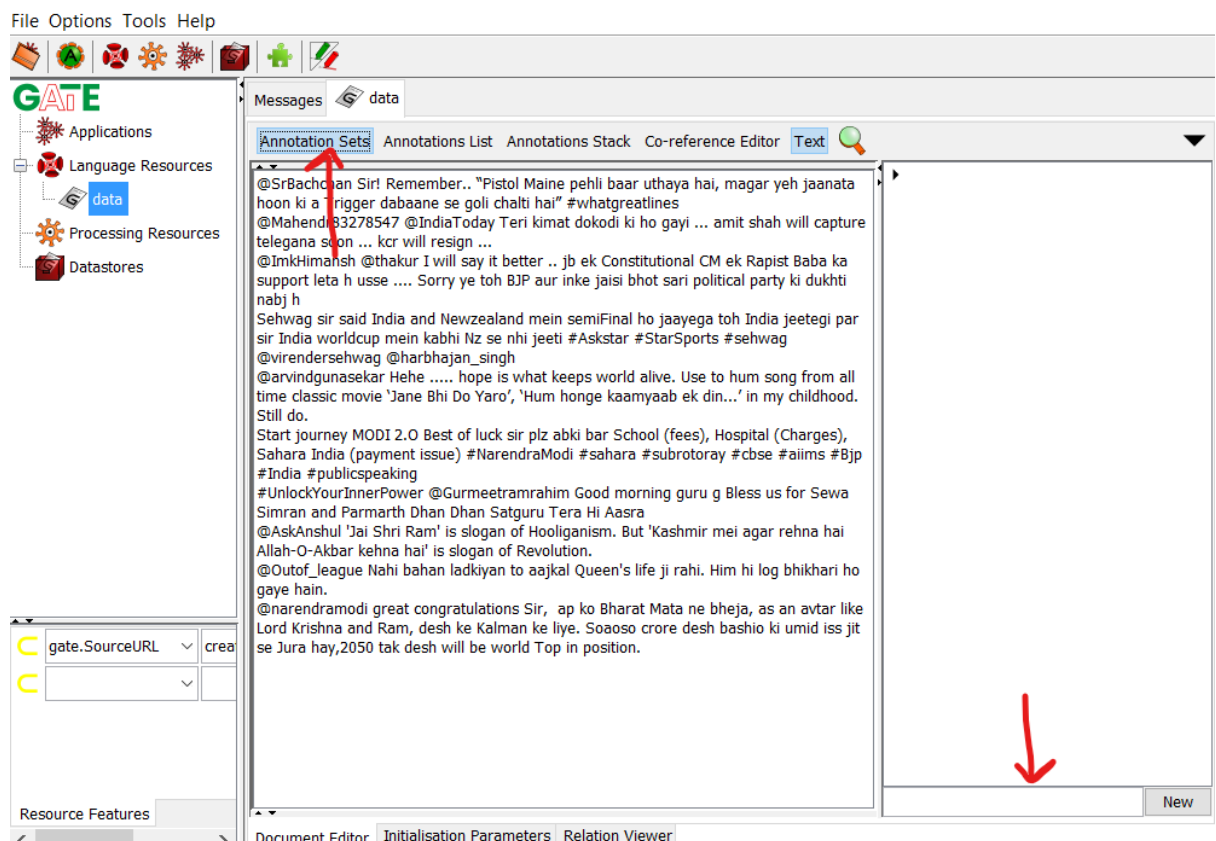 File Options Tools Help
GATE
Applications
Language Resources
data
Processing Resources
Datastores
Messages data
Annotation Sets Annotations List Annotations Stack Co-reference Editor Text
@SrBachchan Sir! Remember.. “Pistol Maine pehli baar uthaya hai, magar yeh jaanata
hoon ki a Trigger dabaane se goli chalti hai” #whatgreatlines
@Mahendr83278547 @IndiaToday Teri kimat dokodi ki ho gayi ... amit shah will capture
telegana soon ... kcr will resign ...
@ImkHimansh @thakur I will say it better .. jb ek Constitutional CM ek Rapist Baba ka
support leta h usse .... Sorry ye toh BJP aur inke jaisi bhot sari political party ki dukhti
nabj h
Sehwag sir said India and Newzealand mein semiFinal ho jaayega toh India jeetegi par
sir India worldcup mein kabhi Nz se nhi jeeti #Askstar #StarSports #sehwag
@virendersehwag @harbhajan_singh
@arvindgunasekar Hehe ..... hope is what keeps world alive. Use to hum song from all
time classic movie ‘Jane Bhi Do Yaro’, ‘Hum honge kaamyaab ek din...’ in my childhood.
Still do.
Start journey MODI 2.O Best of luck sir plz abki bar School (fees), Hospital (Charges),
Sahara India (payment issue) #NarendraModi #sahara #subrotoray #cbse #aiims #Bjp
#India #publicspeaking
#UnlockYourInnerPower @Gurmeetramrahim Good morning guru g Bless us for Sewa
Simran and Parmarth Dhan Dhan Satguru Tera Hi Aasra
@AskAnshul 'Jai Shri Ram' is slogan of Hooliganism. But 'Kashmir mei agar rehna hai
Allah-O-Akbar kehna hai' is slogan of Revolution.
@Outof_league Nahi bahan ladkiyan to aajkal Queen's life ji rahi. Him hi log bhikhari ho
gaye hain.
@narendramodi great congratulations Sir,  ap ko Bharat Mata ne bheja, as an avtar like
Lord Krishna and Ram, desh ke Kalman ke liye. Soaoso crore desh bashio ki umid iss jit
se Jura hay,2050 tak desh will be world Top in position.
gate.SourceURL crea
New
Resource Features
Document Editor Initialisation Parameters Relation Viewer